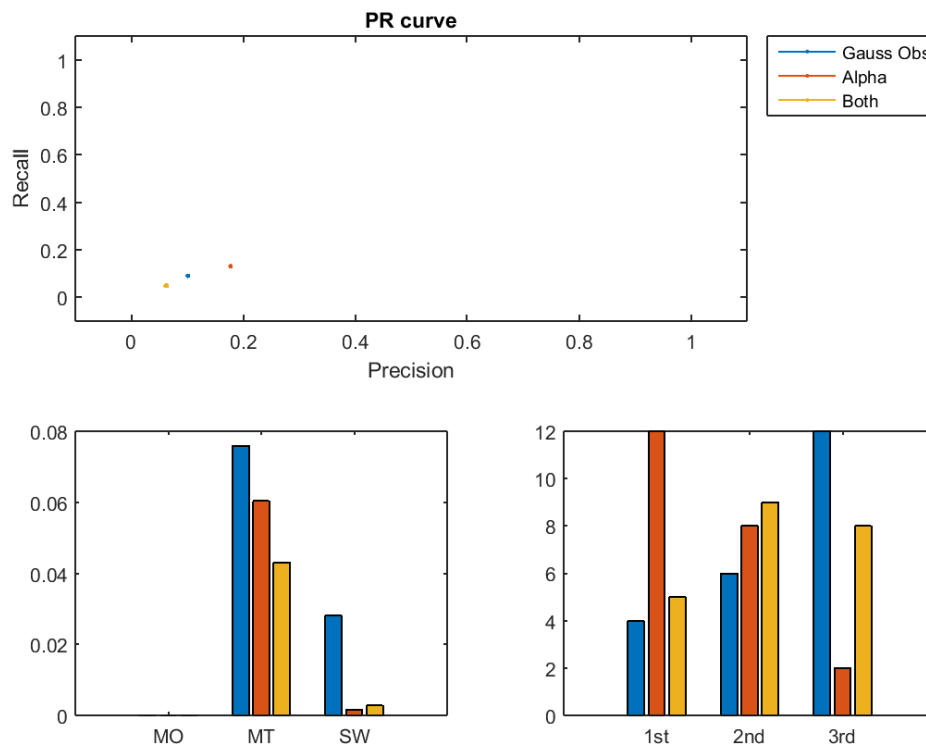 PR curve
1
0.8
0.6
0.4
0.2
0
Recall
0 0.2 0.4 0.6 0.8 1
Precision
Gauss Obs
Alpha
Both
0.08
0.06
0.04
0.02
0
MO MT SW
12
10
8
6
4
2
0
1st 2nd 3rd